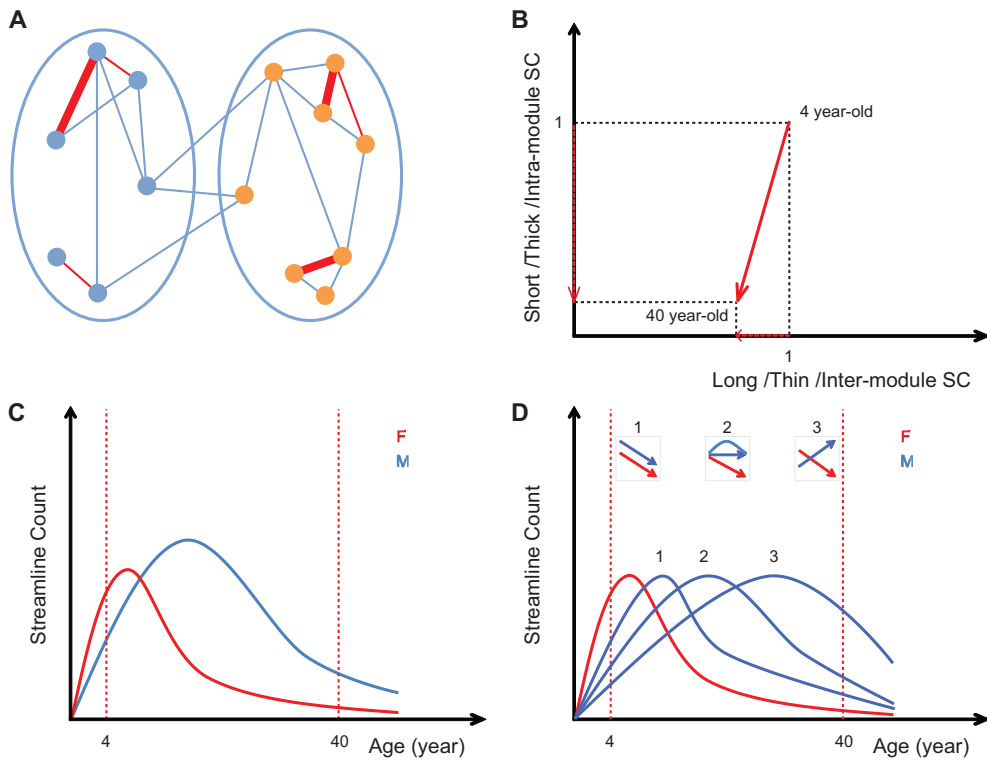 A
B
Short /Thick /Intra-module SC
1
4 year-old
40 year-old
1
Long /Thin /Inter-module SC
C
Streamline Count
F
M
4
40
Age (year)
D
Streamline Count
1
2
3
F
M
1
2
3
4
40
Age (year)